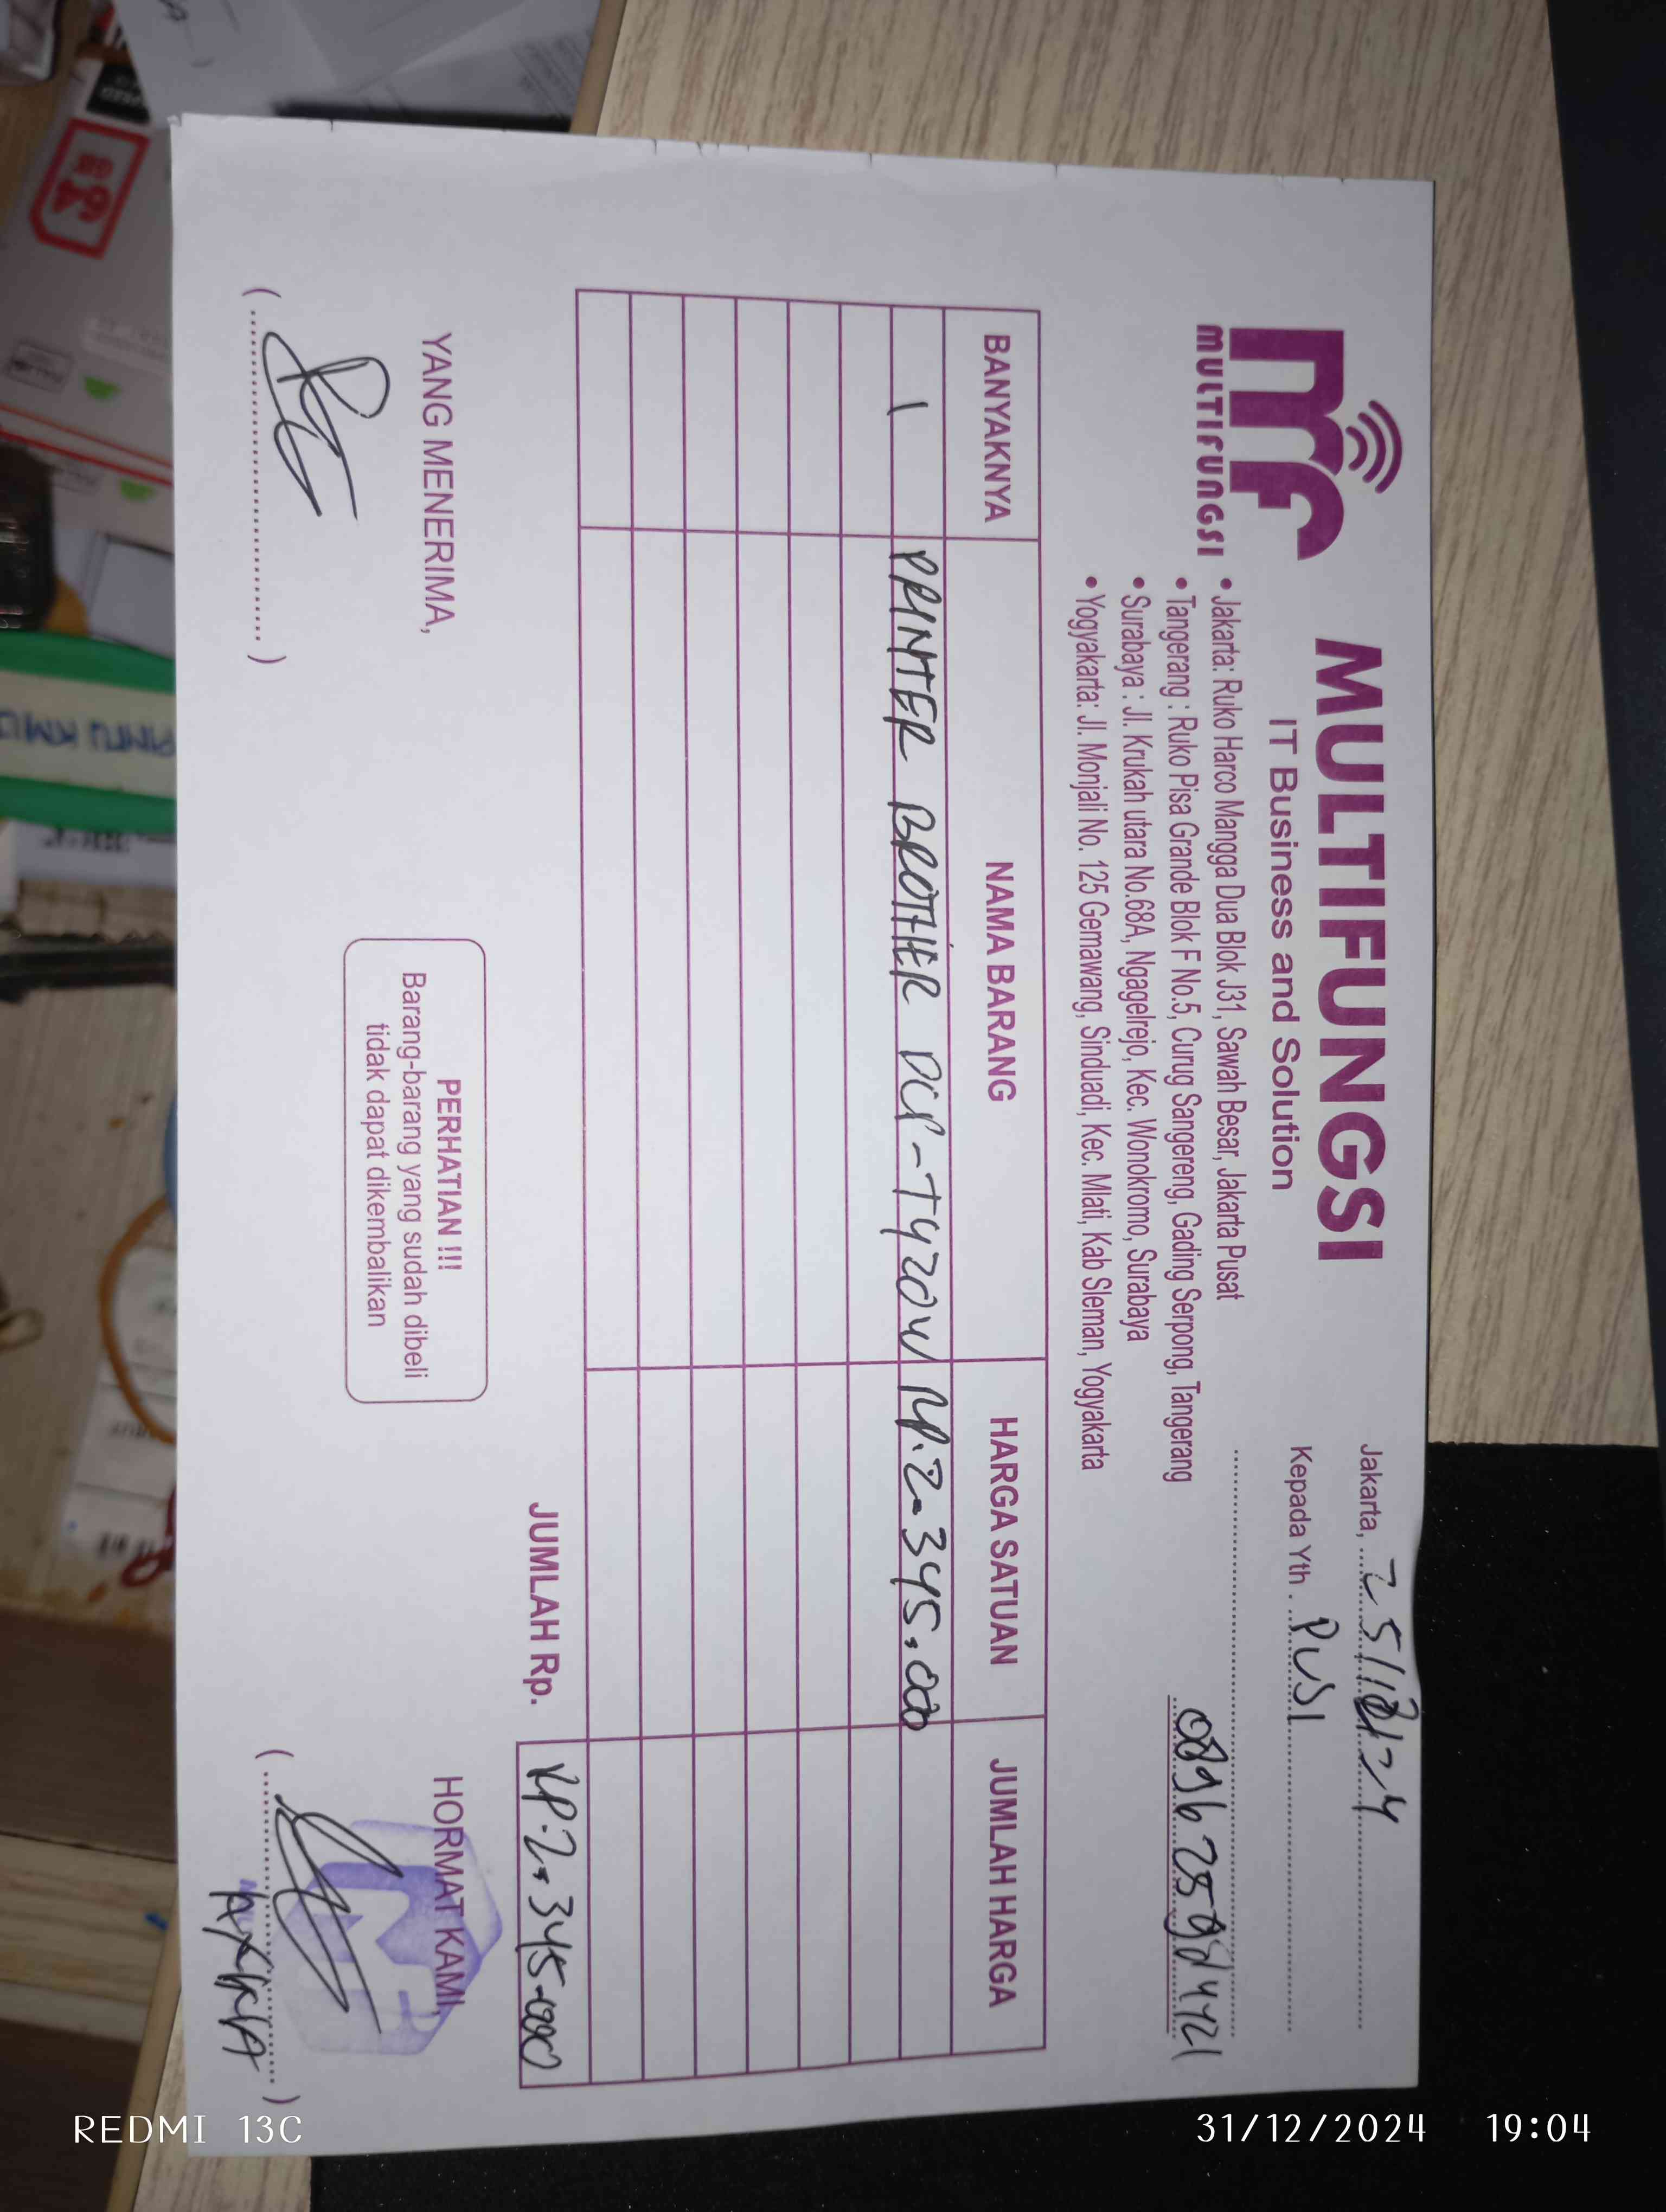 mf
MULTIFUNGSI
MULTIFUNGSI
IT Business and Solution
• Jakarta: Ruko Harco Mangga Dua Blok J31, Sawah Besar, Jakarta Pusat
• Tangerang : Ruko Pisa Grande Blok F No.5, Curug Sangereng, Gading Serpong, Tangerang
• Surabaya : Jl. Krukah utara No.68A, Ngagelrejo, Kec. Wonokromo, Surabaya
• Yogyakarta: Jl. Monjali No. 125 Gemawang, Sinduadi, Kec. Mlati, Kab Sleman, Yogyakarta
Jakarta, 25/12/24
Kepada Yth . PUSI
BANYAKNYA NAMA BARANG HARGA SATUAN JUMLAH HARGA
1 PRINTER BROTHER DCP-T420W RP.2.345.000
JUMLAH Rp. RP.2.345.000
YANG MENERIMA,
HORMAT KAMI,
PERHATIAN !!!
Barang-barang yang sudah dibeli
tidak dapat dikembalikan
PINTU KMU
REDMI 13C
31/12/2024 19:04